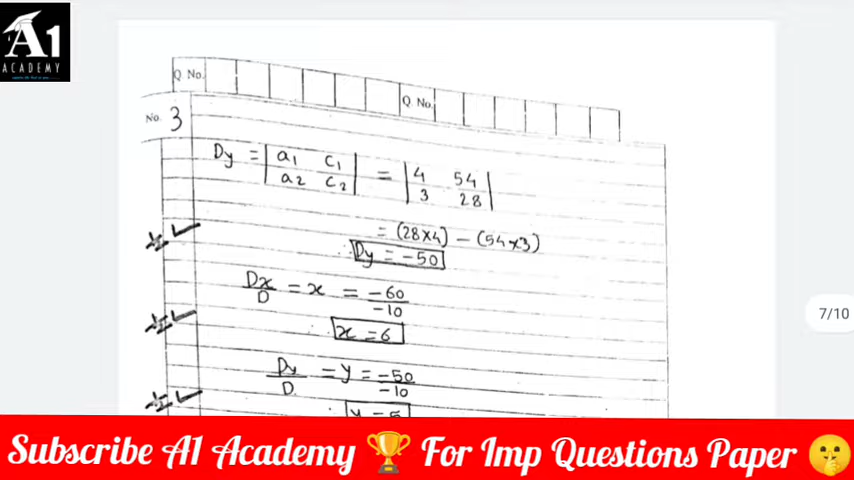 A1
ACADEMY
Q No.
Q No.
No. 3
Dy = | a1 c1 | = | 4 54 |
| a2 c2 | | 3 28 |
= (28×4) - (54×3)
∴ Dy = -50
Dx/D = x = -60/-10
∴ x = 6
Dy/D = y = -50/-10
∴ y = 5
7/10
Subscribe A1 Academy 🏆 For Imp Questions Paper 🤫